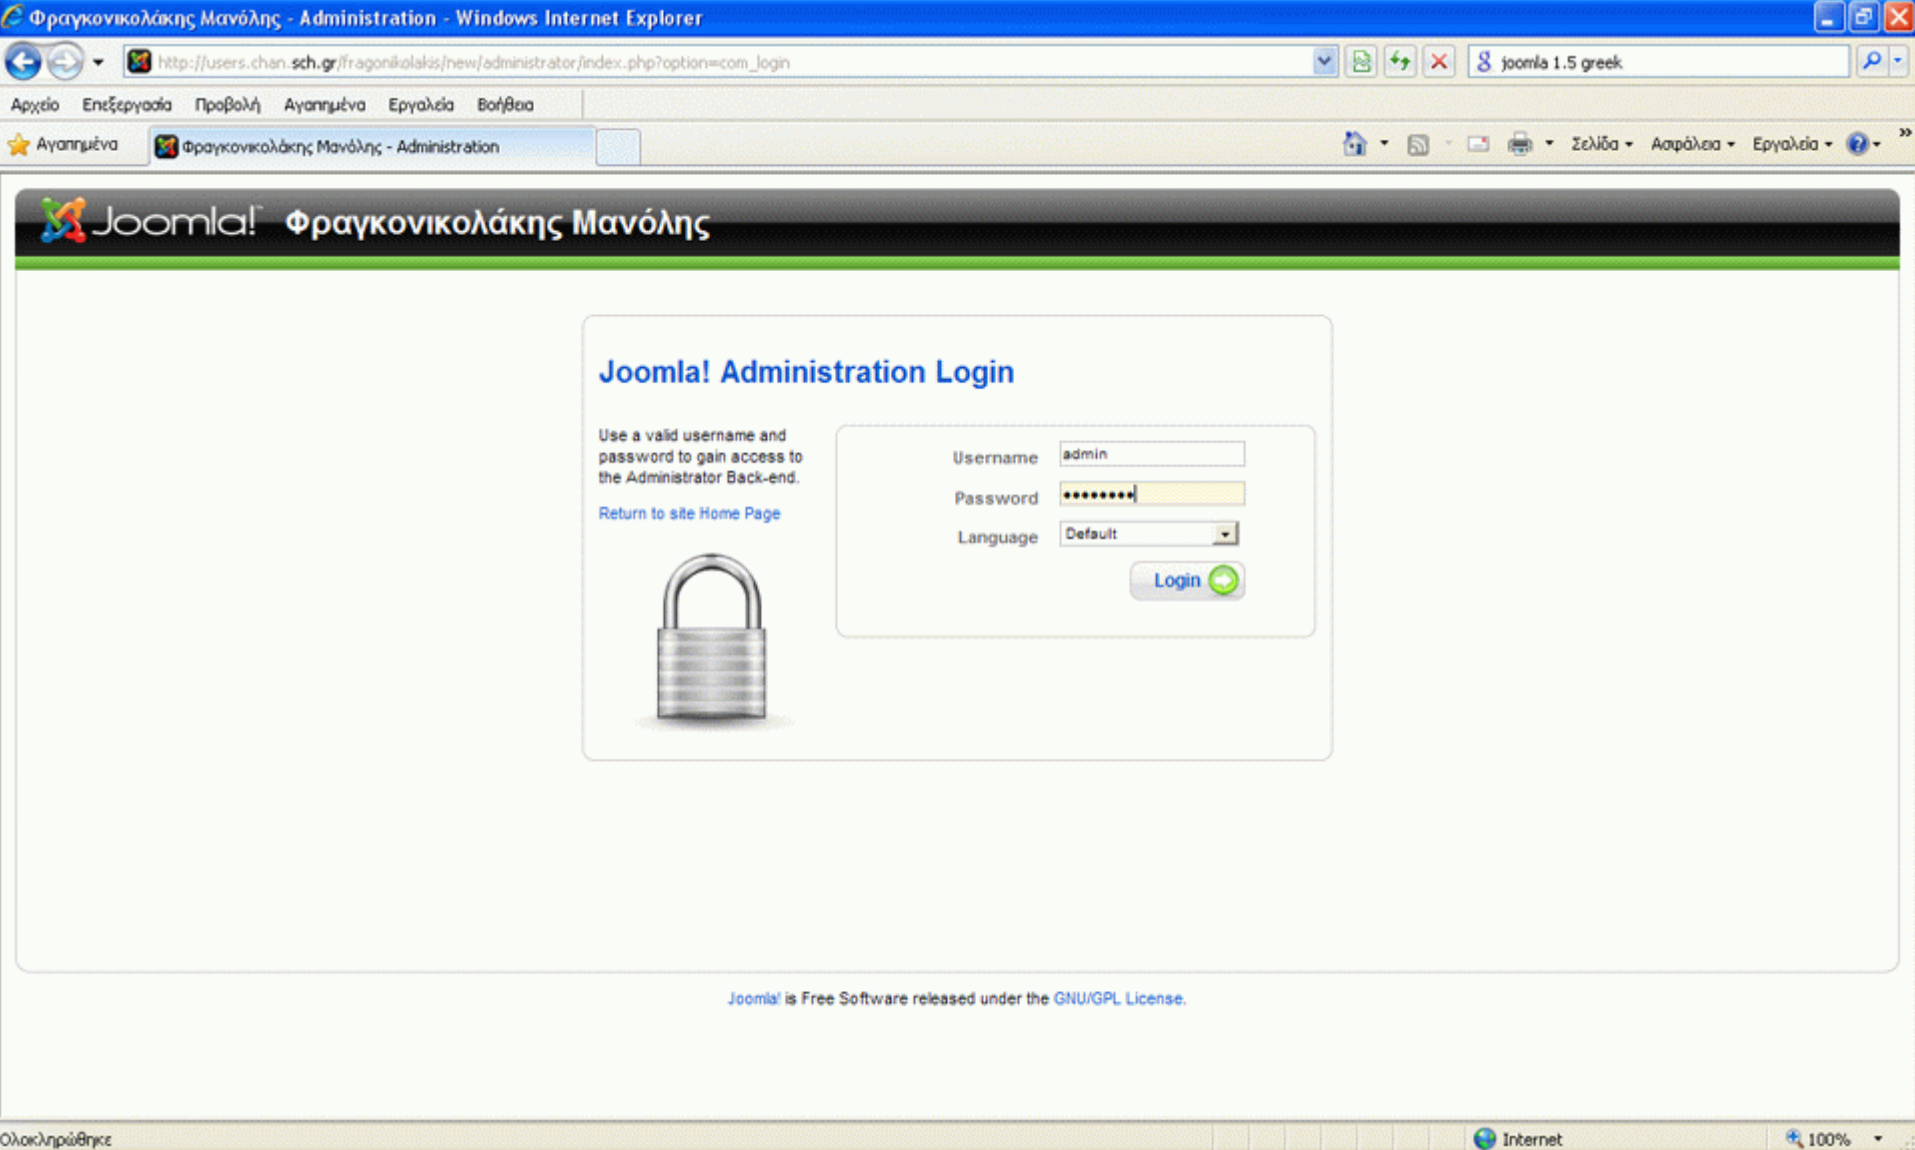 Φραγκονικολάκης Μανόλης - Administration - Windows Internet Explorer
http://users.chan.sch.gr/fragonikolakis/new/administrator/index.php?option=com_login
joomla 1.5 greek
Αρχείο Επεξεργασία Προβολή Αγαπημένα Εργαλεία Βοήθεια
Αγαπημένα
Φραγκονικολάκης Μανόλης - Administration
Σελίδα Ασφάλεια Εργαλεία
Joomla! Φραγκονικολάκης Μανόλης
Joomla! Administration Login
Use a valid username and
password to gain access to
the Administrator Back-end.
Return to site Home Page
Username admin
Password ••••••••
Language Default
Login
Joomla! is Free Software released under the GNU/GPL License.
Ολοκληρώθηκε
Internet
100%